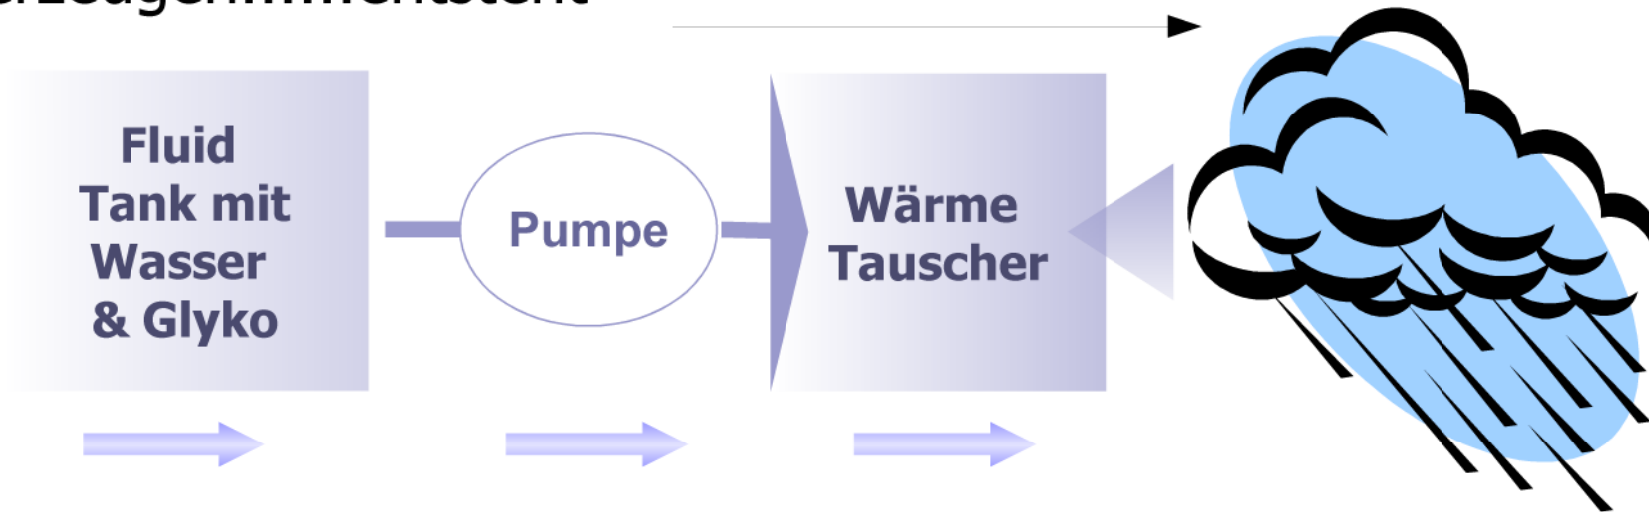 Fluid
Tank mit
Wasser
& Glyko
Pumpe
Wärme
Tauscher